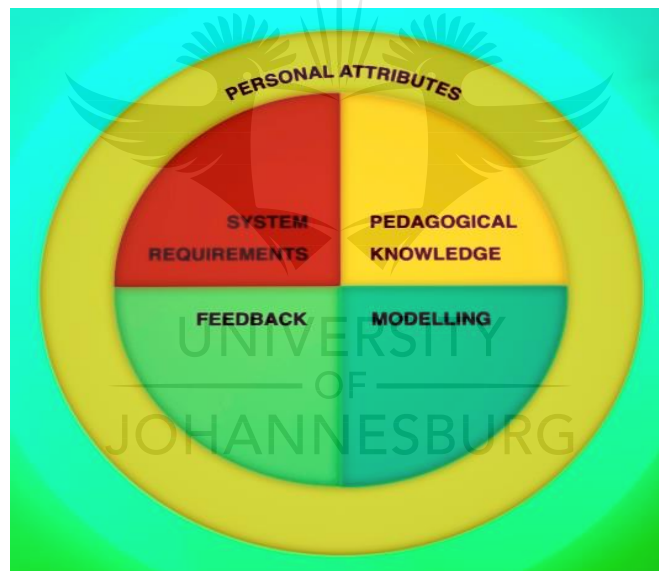 PERSONAL ATTRIBUTES
SYSTEM
REQUIREMENTS
PEDAGOGICAL
KNOWLEDGE
FEEDBACK
MODELLING
UNIVERSITY
OF
JOHANNESBURG